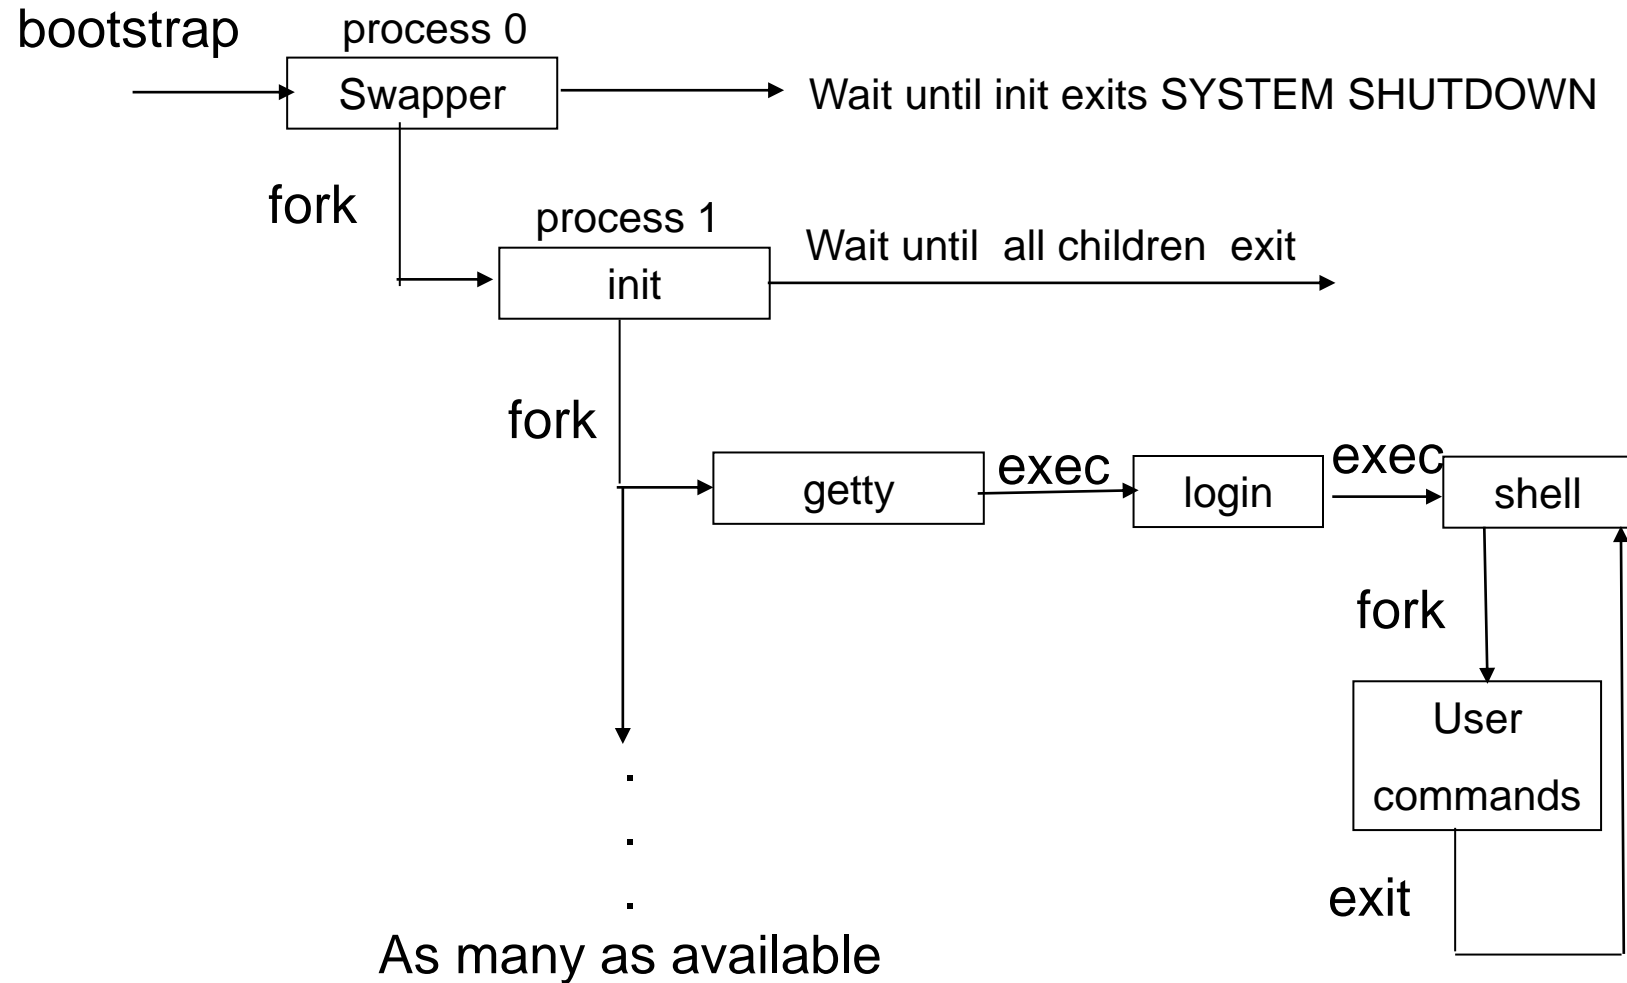 bootstrap
process 0
Swapper
Wait until init exits SYSTEM SHUTDOWN
fork
process 1
init
Wait until all children exit
fork
getty
exec
login
exec
shell
fork
User
commands
exit
.
.
.
As many as available